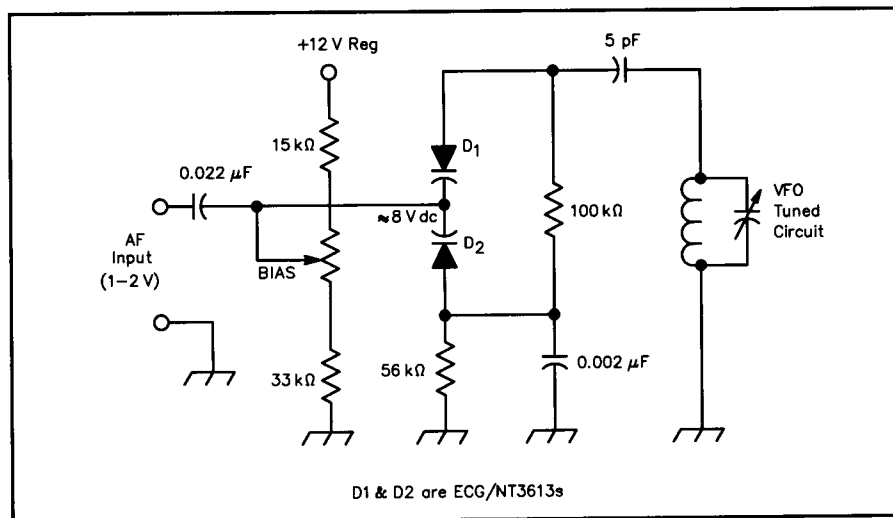 +12 V Reg
5 pF
15 kΩ
D1
0.022 µF
≈8 V dc
100 kΩ
VFO
Tuned
Circuit
AF
Input
(1–2 V)
D2
BIAS
33 kΩ
56 kΩ
0.002 µF
D1 & D2 are ECG/NT3613s